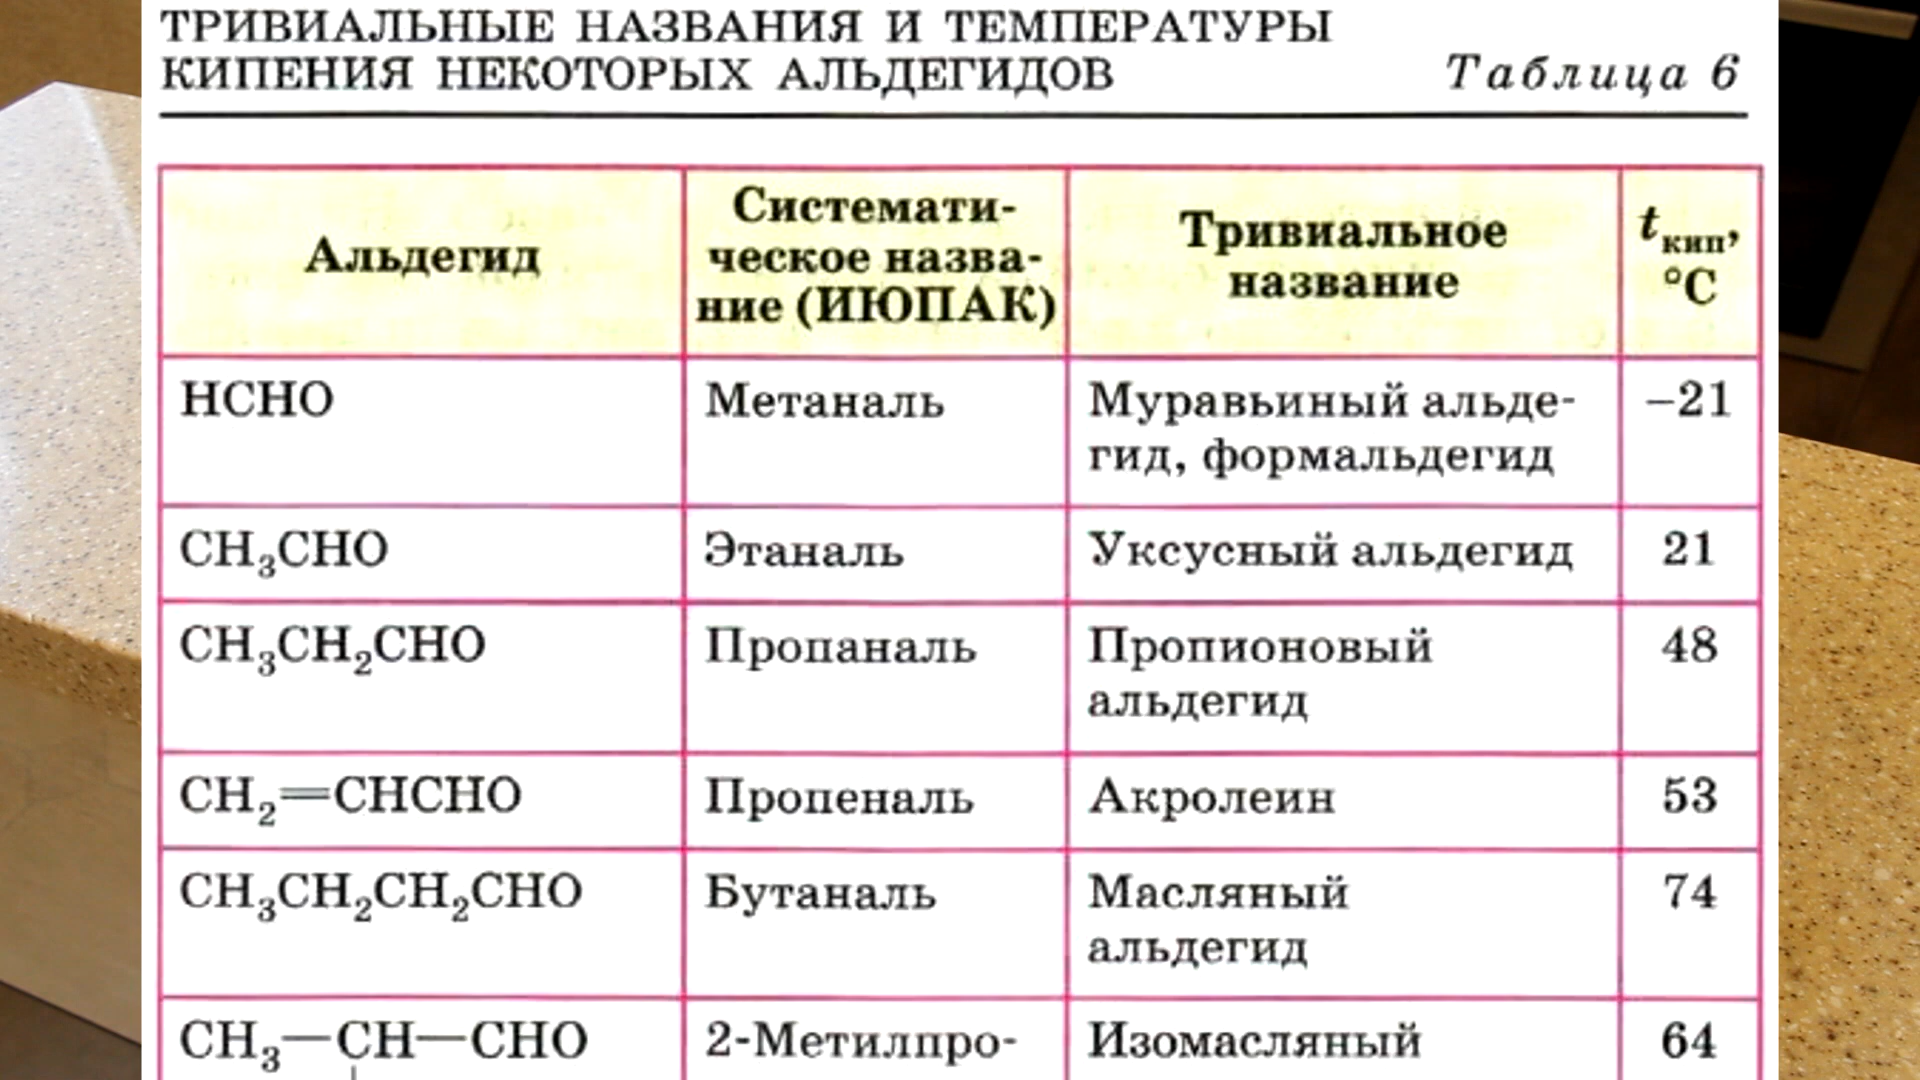 ТРИВИАЛЬНЫЕ НАЗВАНИЯ И ТЕМПЕРАТУРЫ
КИПЕНИЯ НЕКОТОРЫХ АЛЬДЕГИДОВ
Таблица 6
Альдегид
Системати-
ческое назва-
ние (ИЮПАК)
Тривиальное
название
tкип,
°C
HCHO
Метаналь
Муравьиный альде-
гид, формальдегид
–21
CH₃CHO
Этаналь
Уксусный альдегид
21
CH₃CH₂CHO
Пропаналь
Пропионовый
альдегид
48
CH₂=CHCHO
Пропеналь
Акролеин
53
CH₃CH₂CH₂CHO
Бутаналь
Масляный
альдегид
74
CH₃—CH—CHO
2-Метилпро-
Изомасляный
64